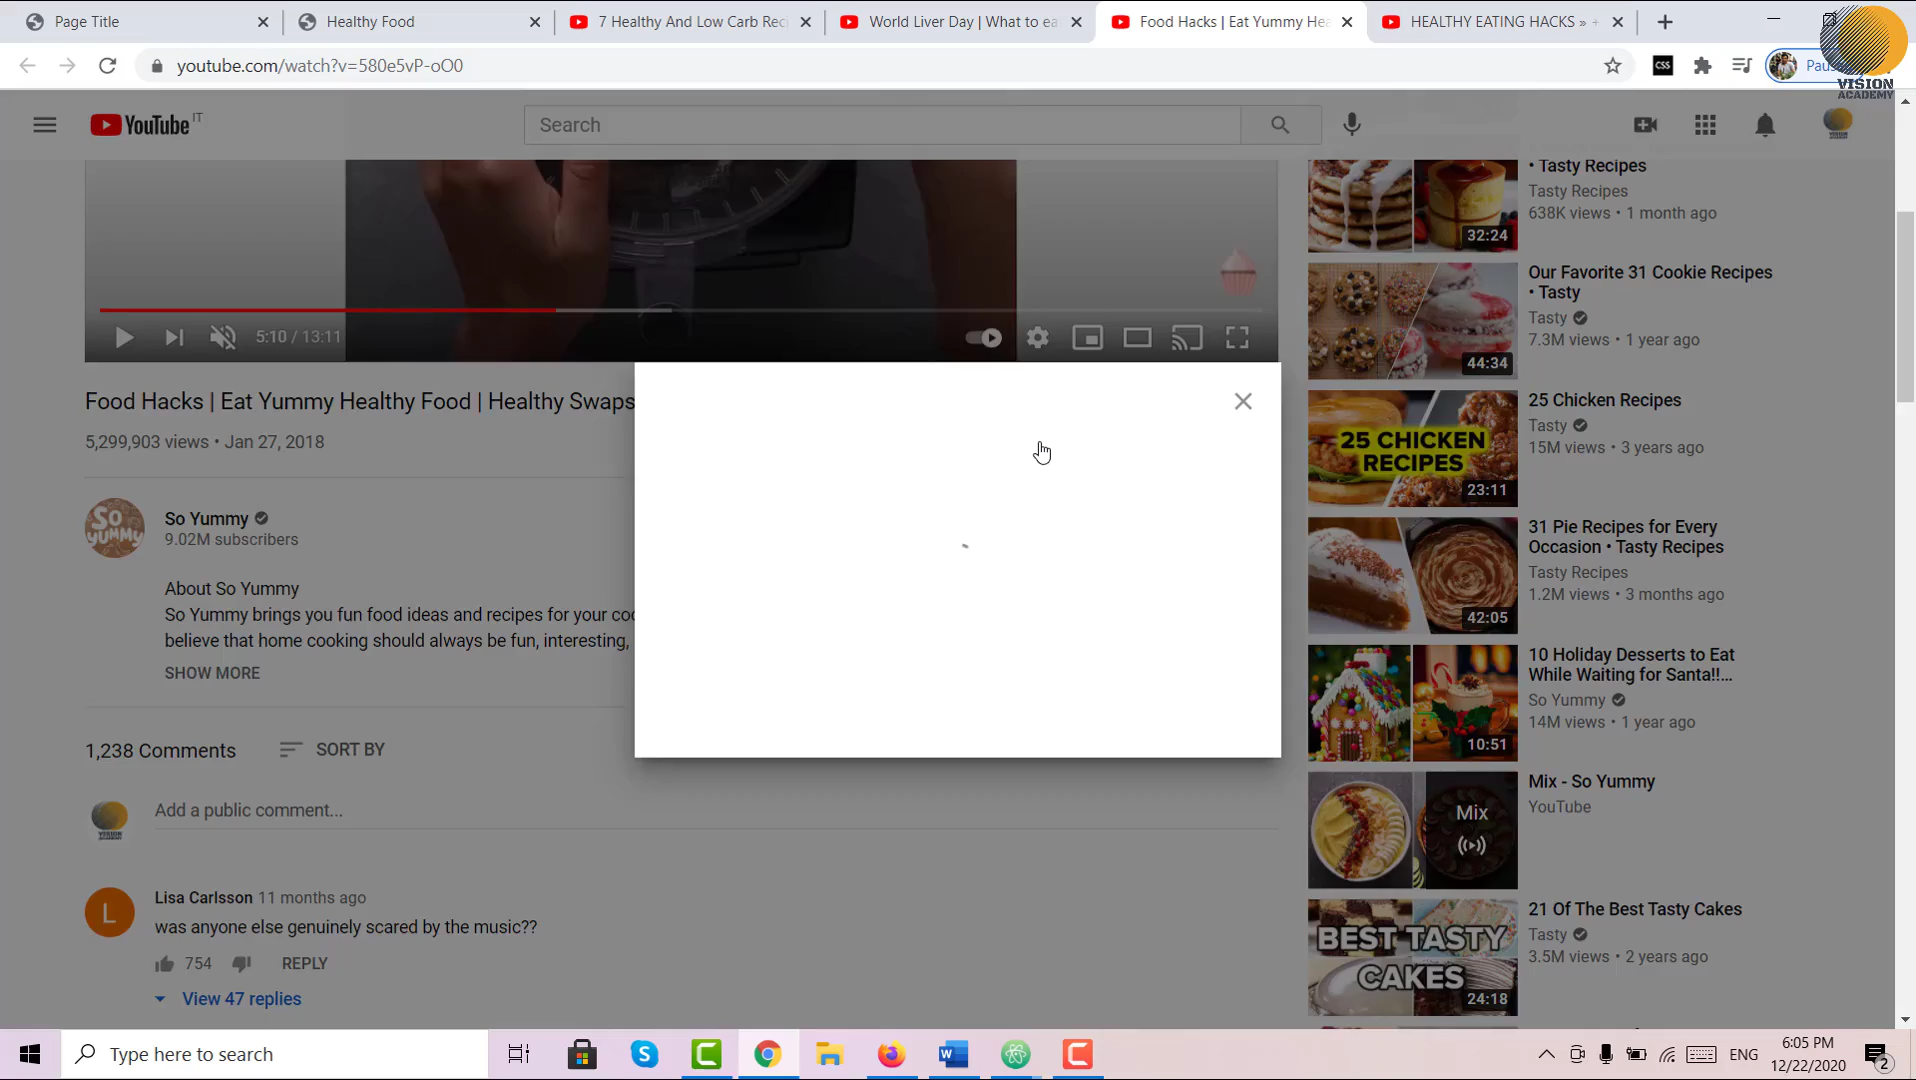 Page Title
Healthy Food
7 Healthy And Low Carb Reci
World Liver Day | What to ea
Food Hacks | Eat Yummy Hea
HEALTHY EATING HACKS » +
youtube.com/watch?v=580e5vP-oO0
CSS
VISION
ACADEMY
YouTube IT
Search
5:10 / 13:11
Food Hacks | Eat Yummy Healthy Food | Healthy Swaps
5,299,903 views • Jan 27, 2018
SO
YUMMY
So Yummy
9.02M subscribers
About So Yummy
So Yummy brings you fun food ideas and recipes for your
believe that home cooking should always be fun, interesting,
SHOW MORE
1,238 Comments
SORT BY
Add a public comment...
L
Lisa Carlsson 11 months ago
was anyone else genuinely scared by the music??
754
REPLY
View 47 replies
• Tasty Recipes
Tasty Recipes
638K views • 1 month ago
32:24
Our Favorite 31 Cookie Recipes
• Tasty
Tasty
7.3M views • 1 year ago
44:34
25 CHICKEN
RECIPES
25 Chicken Recipes
Tasty
15M views • 3 years ago
23:11
31 Pie Recipes for Every
Occasion • Tasty Recipes
Tasty Recipes
1.2M views • 3 months ago
42:05
10 Holiday Desserts to Eat
While Waiting for Santa!!...
So Yummy
14M views • 1 year ago
10:51
Mix - So Yummy
YouTube
Mix
BEST TASTY
CAKES
21 Of The Best Tasty Cakes
Tasty
3.5M views • 2 years ago
24:18
Type here to search
ENG
6:05 PM
12/22/2020
2